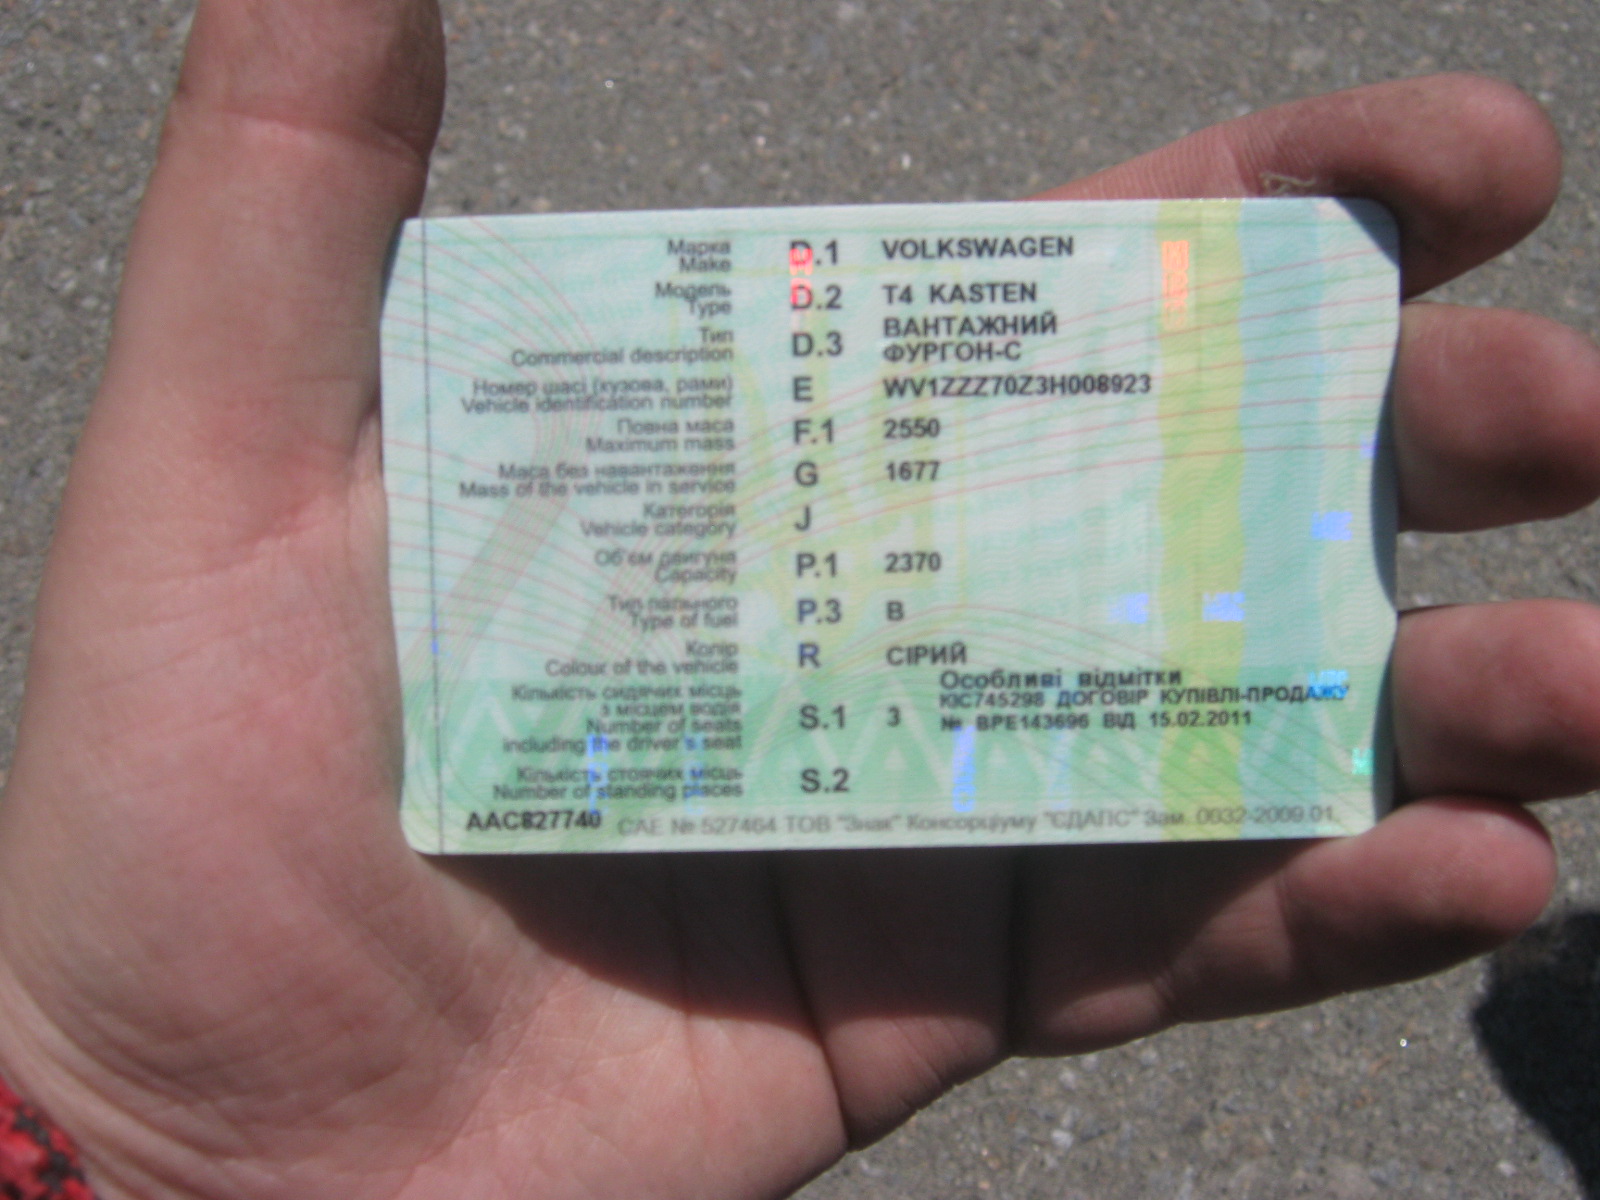 Марка D.1 VOLKSWAGEN
Make
Модель D.2 T4 KASTEN
Type
Тип D.3 ВАНТАЖНИЙ
Commercial description ФУРГОН-С
Номер шасі (кузова, рами) E WV1ZZZ70Z3H008923
Vehicle identification number
Повна маса F.1 2550
Maximum mass
Маса без навантаження G 1677
Mass of the vehicle in service
Категорія J
Vehicle category
Об'єм двигуна P.1 2370
Capacity
Тип пального P.3 B
Type of fuel
Колір R СІРИЙ
Colour of the vehicle
Особливі відмітки
Кількість сидячих місць S.1 3 КІС745298 ДОГОВІР КУПІВЛІ-ПРОДАЖУ
з місцем водія № ВРЕ143696 ВІД 15.02.2011
Number of seats
including the driver's seat
Кількість стоячих місць S.2
Number of standing places
ААС827740 САЕ № 527464 ТОВ "Знак" Консорціуму "ЄДАПС" Зам. 0032-2009.01.